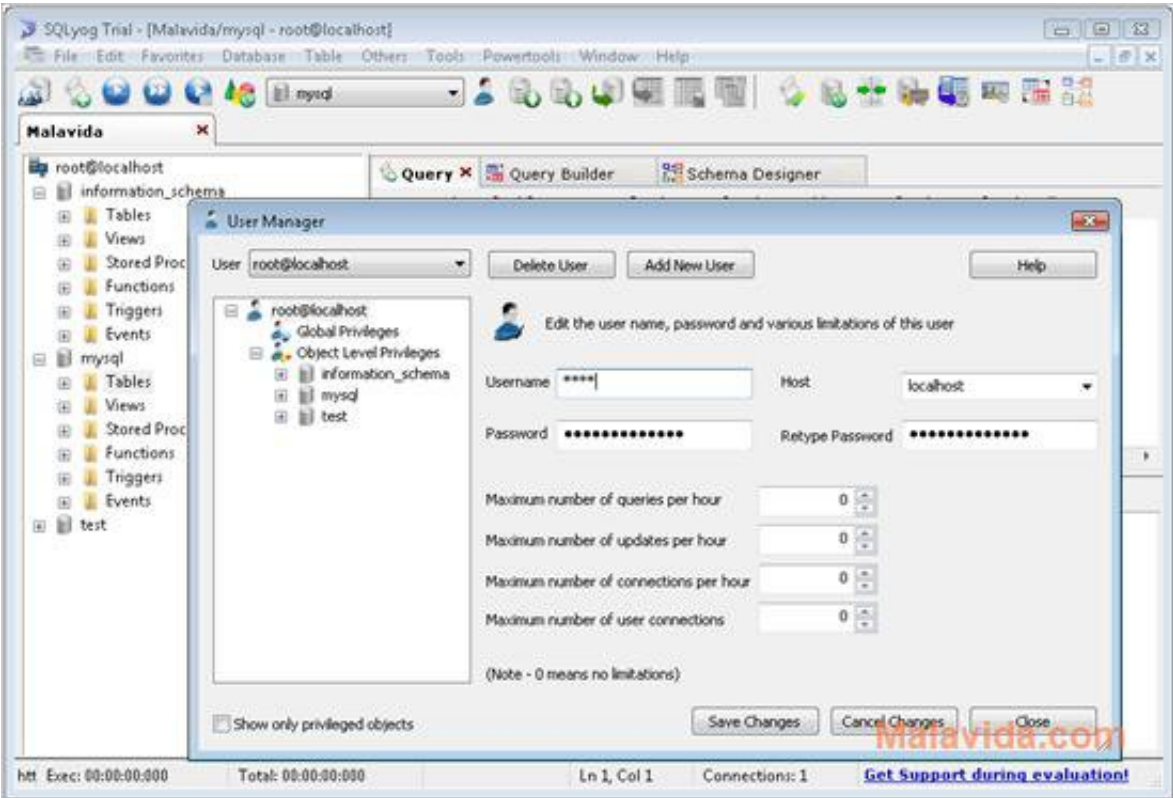 SQLyog Trial - [Malavida/mysql - root@localhost]
File Edit Favorites Database Table Others Tools Powertools Window Help
mysql
Malavida
root@localhost
information_schema
Tables
Views
Stored Proc
Functions
Triggers
Events
mysql
Tables
Views
Stored Proc
Functions
Triggers
Events
test
Query Query Builder Schema Designer
User Manager
User root@localhost Delete User Add New User Help
root@localhost
Global Privileges
Object Level Privileges
information_schema
mysql
test
Edit the user name, password and various limitations of this user
Username **** Host localhost
Password ●●●●●●●●●●●●● Retype Password ●●●●●●●●●●●●●
Maximum number of queries per hour 0
Maximum number of updates per hour 0
Maximum number of connections per hour 0
Maximum number of user connections 0
(Note - 0 means no limitations)
Show only privileged objects Save Changes Cancel Changes Close
Malavida.com
htt Exec: 00:00:00:000 Total: 00:00:00:000 Ln 1, Col 1 Connections: 1 Get Support during evaluation!